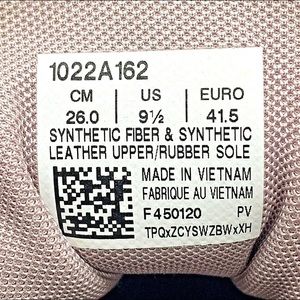 1022A162
CM US EURO
26.0 9½ 41.5
SYNTHETIC FIBER & SYNTHETIC
LEATHER UPPER/RUBBER SOLE
MADE IN VIETNAM
FABRIQUE AU VIETNAM
F450120 PV
TPQxZCYSWZBWxXH